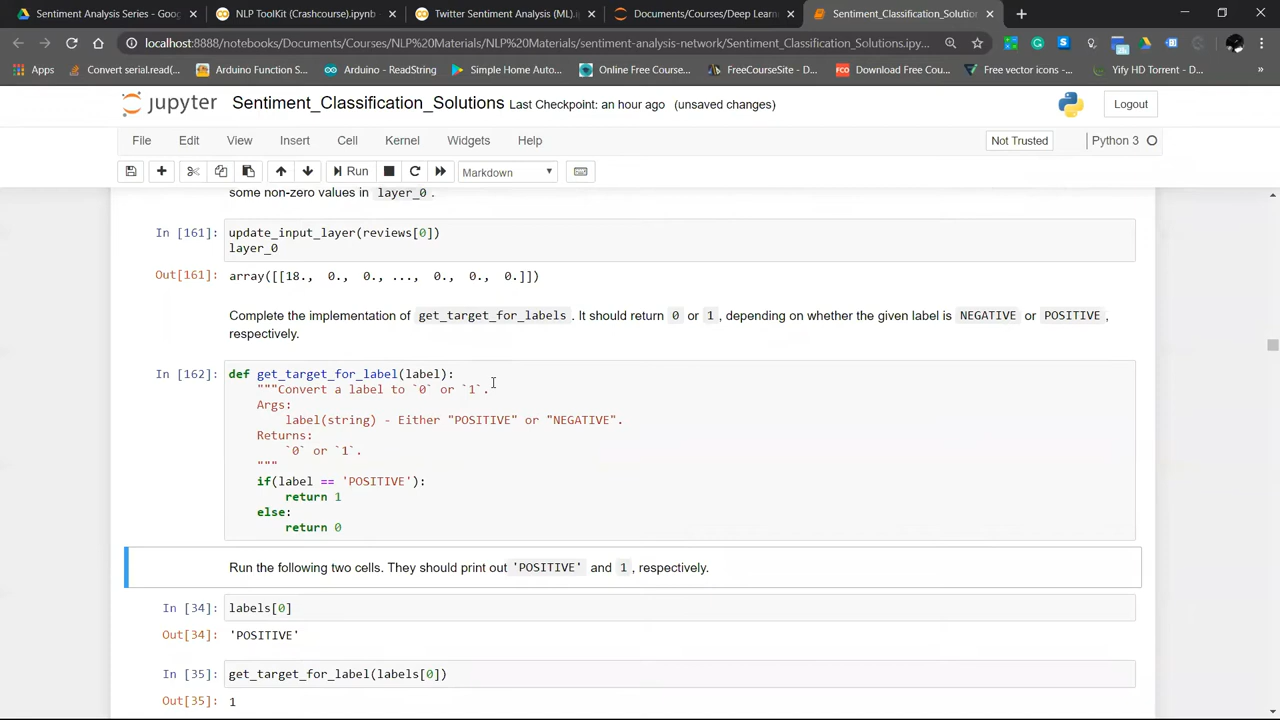 Sentiment Analysis Series - Goog
NLP ToolKit (Crashcourse).ipynb
Twitter Sentiment Analysis (ML).i
Documents/Courses/Deep Learn
Sentiment_Classification_Solution
localhost:8888/notebooks/Documents/Courses/NLP%20Materials/NLP%20Materials/sentiment-analysis-network/Sentiment_Classification_Solutions.ipy...
Apps
Convert serial.read(...
Arduino Function S...
Arduino - ReadString
Simple Home Auto...
Online Free Course...
FreeCourseSite - D...
FCO
Download Free Cou...
Free vector icons -...
Yify HD Torrent - D...
»
jupyter
Sentiment_Classification_Solutions Last Checkpoint: an hour ago (unsaved changes)
Logout
File Edit View Insert Cell Kernel Widgets Help
Not Trusted
Python 3
Run
Markdown
some non-zero values in layer_0 .
In [161]: update_input_layer(reviews[0])
layer_0
Out[161]: array([[18., 0., 0., ..., 0., 0., 0.]])
Complete the implementation of get_target_for_labels . It should return 0 or 1 , depending on whether the given label is NEGATIVE or POSITIVE ,
respectively.
In [162]: def get_target_for_label(label):
"""Convert a label to `0` or `1`.
Args:
label(string) - Either "POSITIVE" or "NEGATIVE".
Returns:
`0` or `1`.
"""
if(label == 'POSITIVE'):
return 1
else:
return 0
Run the following two cells. They should print out 'POSITIVE' and 1 , respectively.
In [34]: labels[0]
Out[34]: 'POSITIVE'
In [35]: get_target_for_label(labels[0])
Out[35]: 1